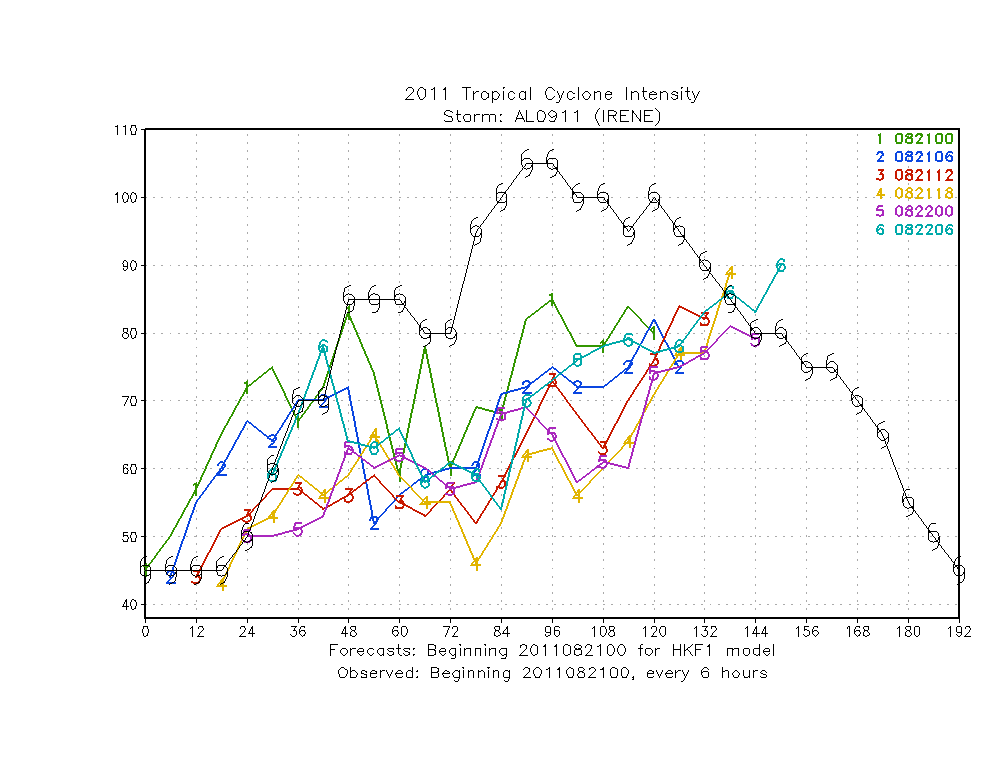 2011 Tropical Cyclone Intensity
Storm: AL0911 (IRENE)
110
100
90
80
70
60
50
40
1 082100
2 082106
3 082112
4 082118
5 082200
6 082206
0 12 24 36 48 60 72 84 96 108 120 132 144 156 168 180 192
Forecasts: Beginning 2011082100 for HKF1 model
Observed: Beginning 2011082100, every 6 hours